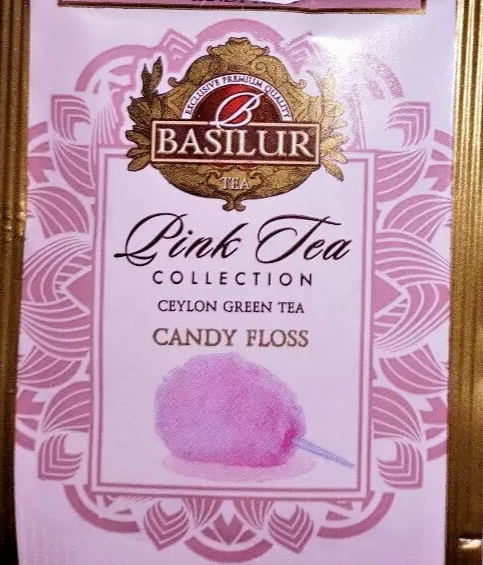 EXCLUSIVE PREMIUM QUALITY
B
BASILUR
TEA
Pink Tea
COLLECTION
CEYLON GREEN TEA
CANDY FLOSS